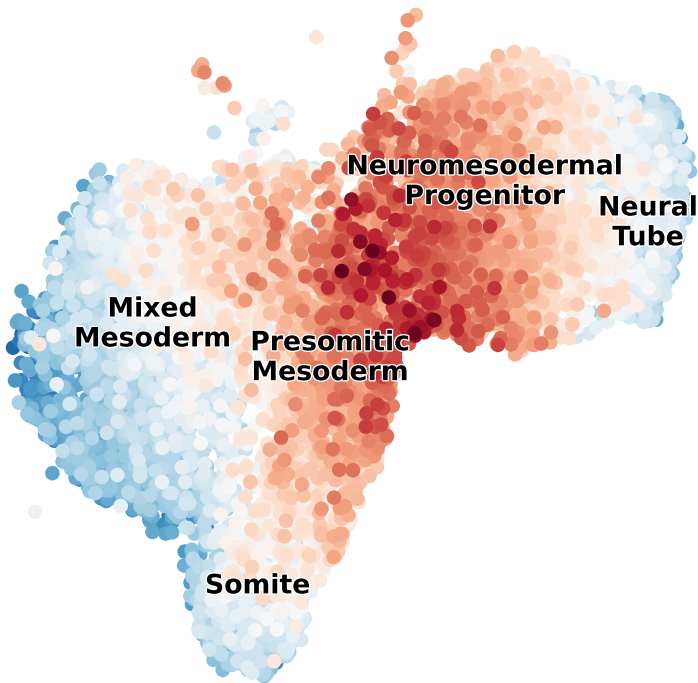 Neuromesodermal
Progenitor
Neural
Tube
Mixed
Mesoderm
Presomitic
Mesoderm
Somite